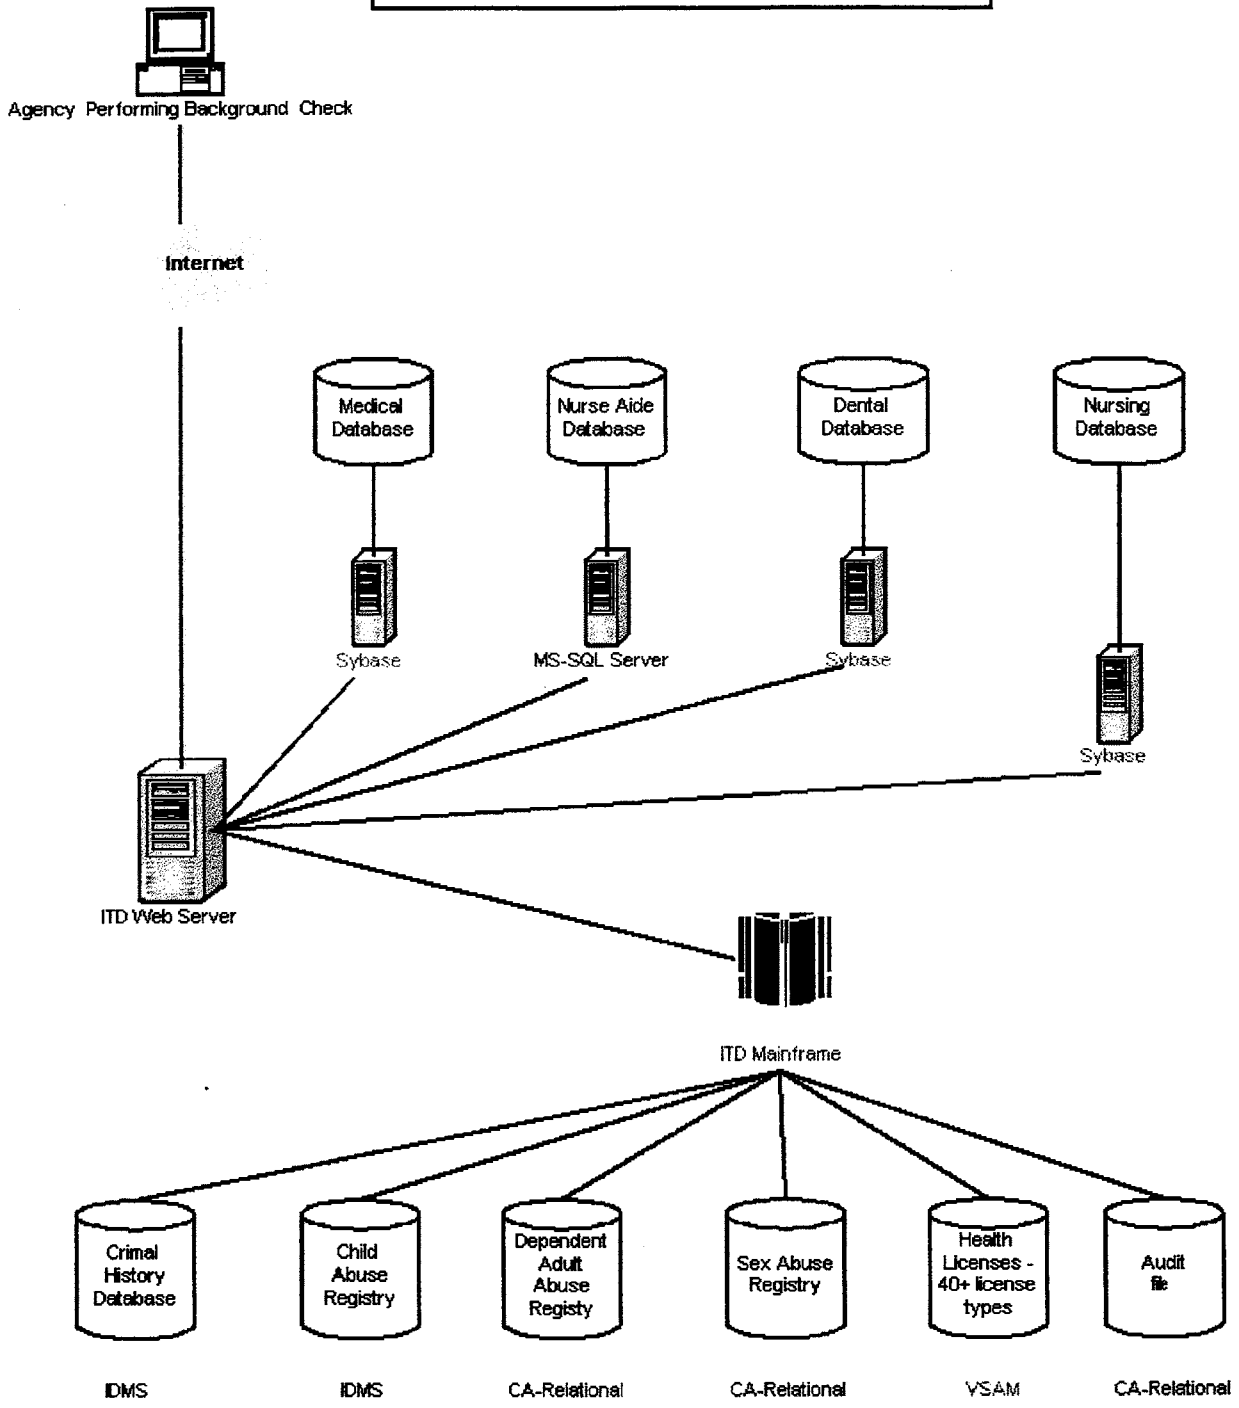 Agency Performing Background Check
Internet
Medical
Database
Nurse Aide
Database
Dental
Database
Nursing
Database
Sybase
MS-SQL Server
Sybase
Sybase
ITD Web Server
ITD Mainframe
Crimal
History
Database
Child
Abuse
Registry
Dependent
Adult
Abuse
Registy
Sex Abuse
Registry
Health
Licenses -
40+ license
types
Audit
file
IDMS
IDMS
CA-Relational
CA-Relational
VSAM
CA-Relational